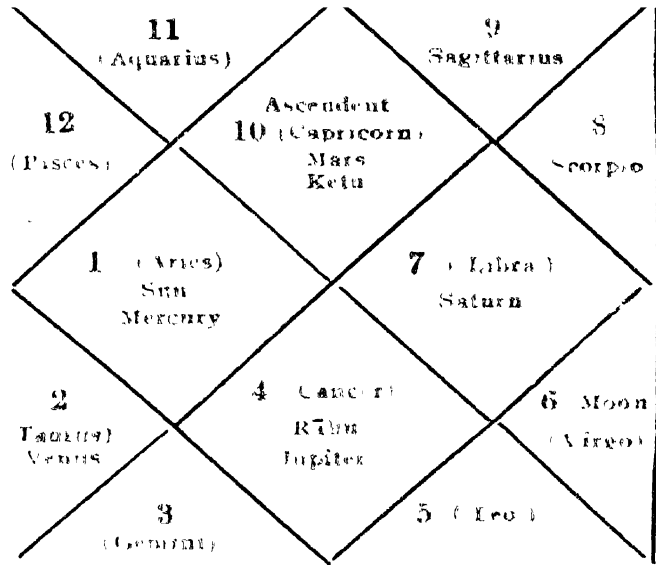 11
(Aquarius)
9
Sagittarius
Ascendent
10 (Capricorn)
Mars
Ketu
12
(Pisces)
8
Scorpio
1 (Aries)
Sun
Mercury
7 (Libra)
Saturn
2
Taurus)
Venus
4 Cancer)
Jupiter
6 Moon
(Virgo)
3
(Gemini)
5 (Leo)